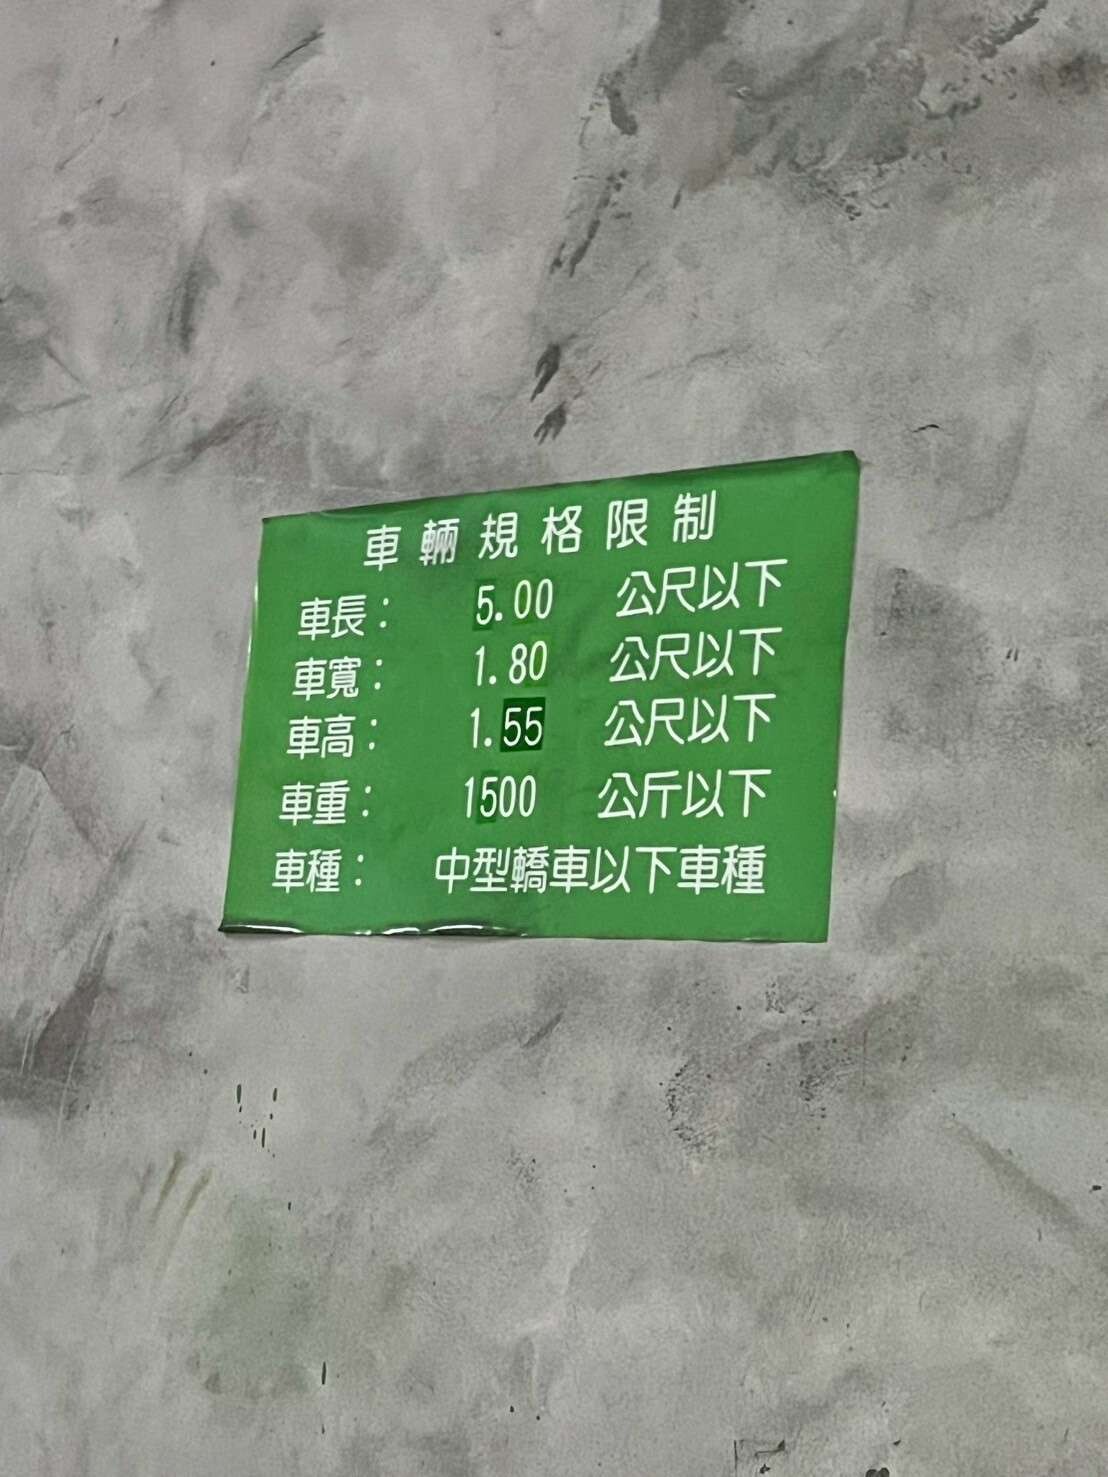 車輛規格限制
車長： 5.00 公尺以下
車寬： 1.80 公尺以下
車高： 1.55 公尺以下
車重： 1500 公斤以下
車種： 中型轎車以下車種